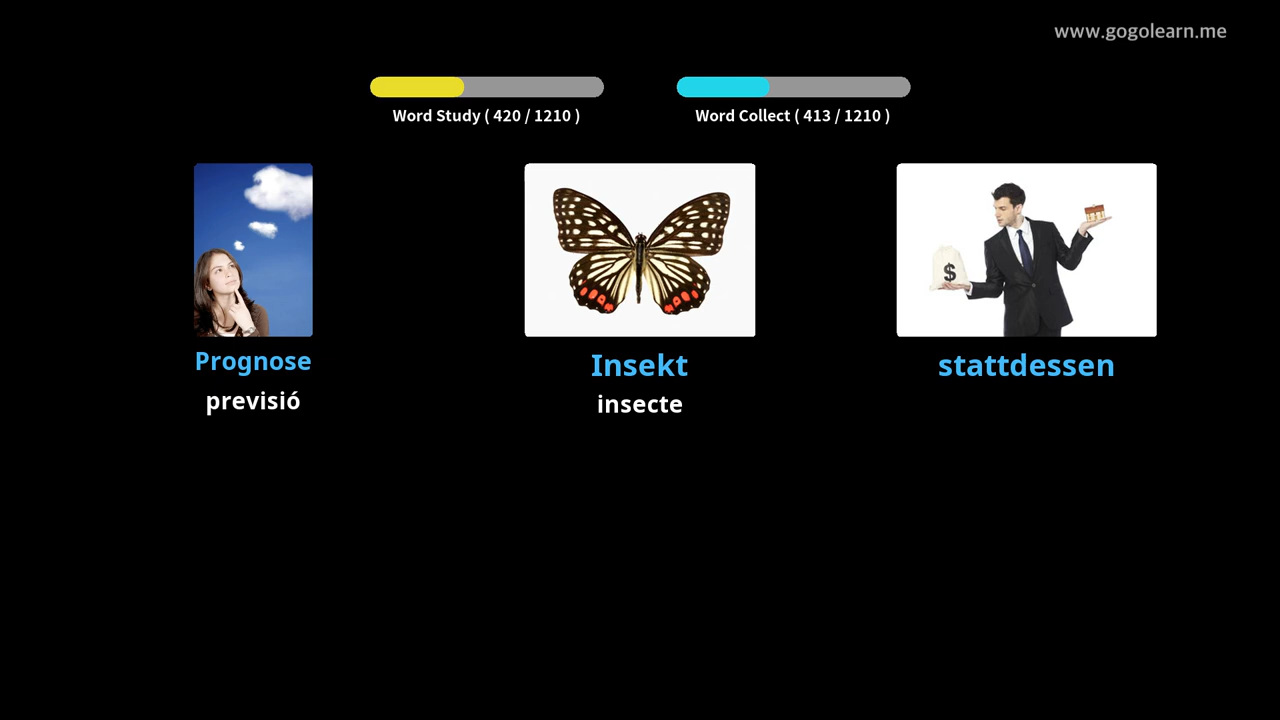 www.gogolearn.me
Word Study ( 420 / 1210 )
Word Collect ( 413 / 1210 )
Prognose
previsió
Insekt
insecte
stattdessen
$